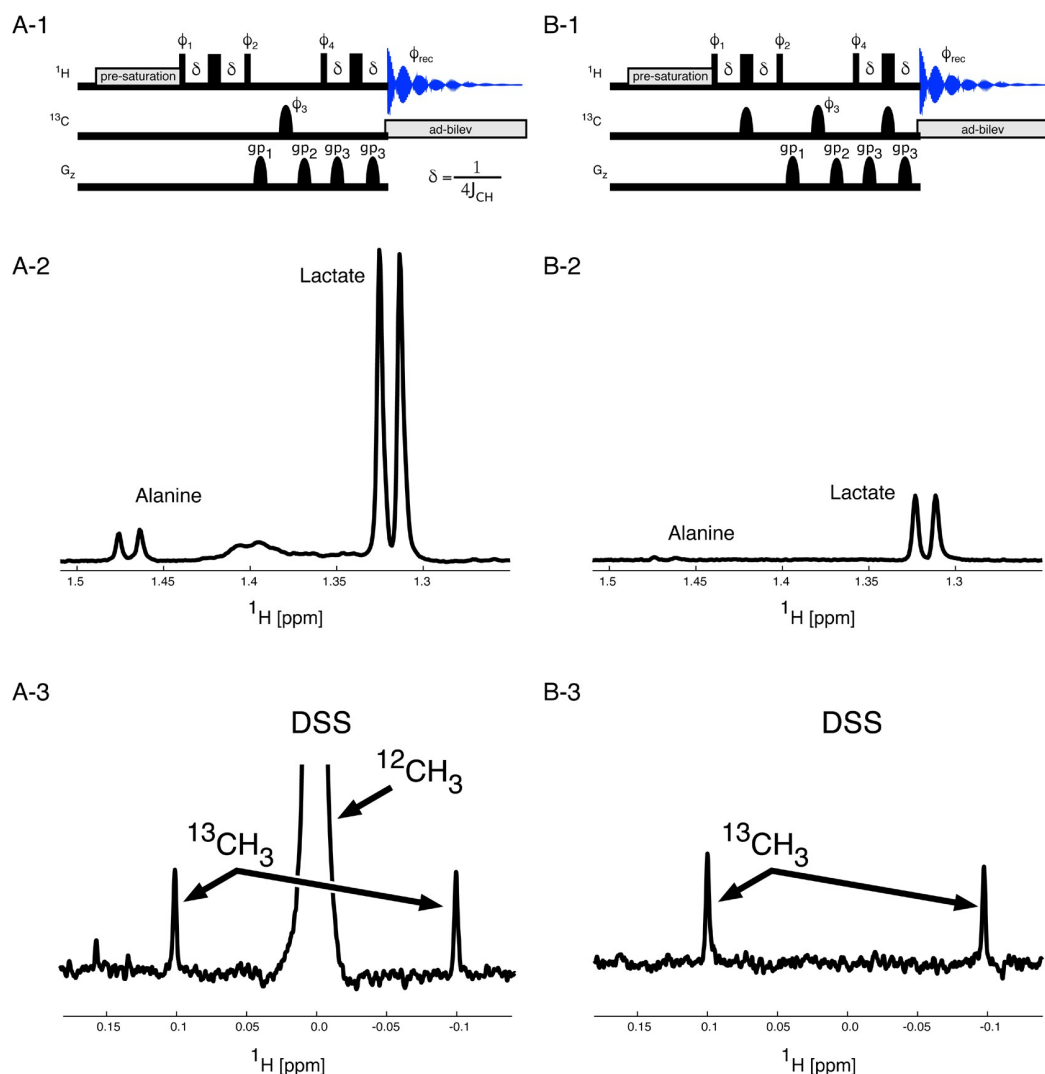 A-1
B-1
ϕ1 δ δ ϕ2 ϕ4 δ δ ϕrec
1H pre-saturation
13C ϕ3 ad-bilev
gp1 gp2 gp3 gp3
Gz
δ = 1
4JCH
ϕ1 δ δ ϕ2 ϕ4 δ δ ϕrec
1H pre-saturation
13C ϕ3 ad-bilev
gp1 gp2 gp3 gp3
Gz
A-2
Lactate
Alanine
1.5 1.45 1.4 1.35 1.3
1H [ppm]
B-2
Lactate
Alanine
1.5 1.45 1.4 1.35 1.3
1H [ppm]
A-3
DSS
12CH3
13CH3
0.15 0.1 0.05 0.0 -0.05 -0.1
1H [ppm]
B-3
DSS
13CH3
0.15 0.1 0.05 0.0 -0.05 -0.1
1H [ppm]